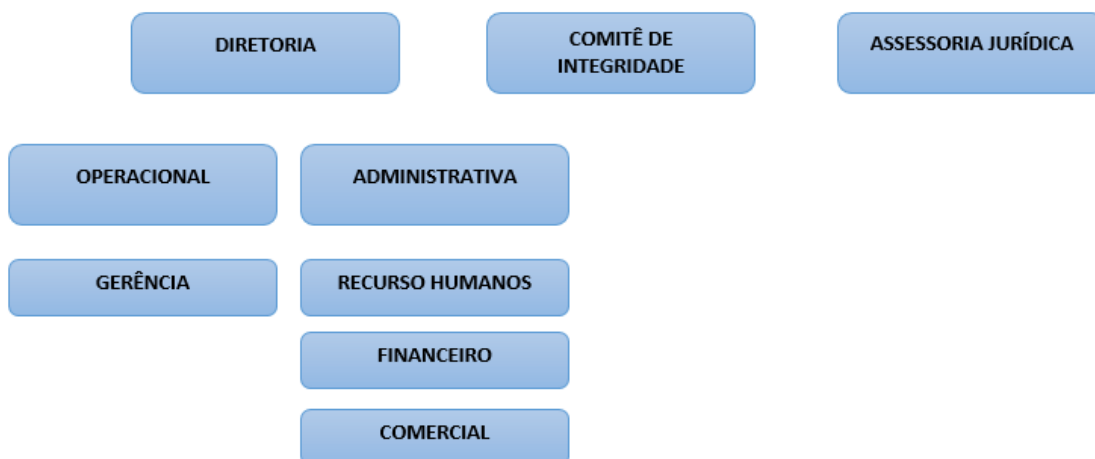 DIRETORIA
COMITÊ DE
INTEGRIDADE
ASSESSORIA JURÍDICA
OPERACIONAL
ADMINISTRATIVA
GERÊNCIA
RECURSO HUMANOS
FINANCEIRO
COMERCIAL